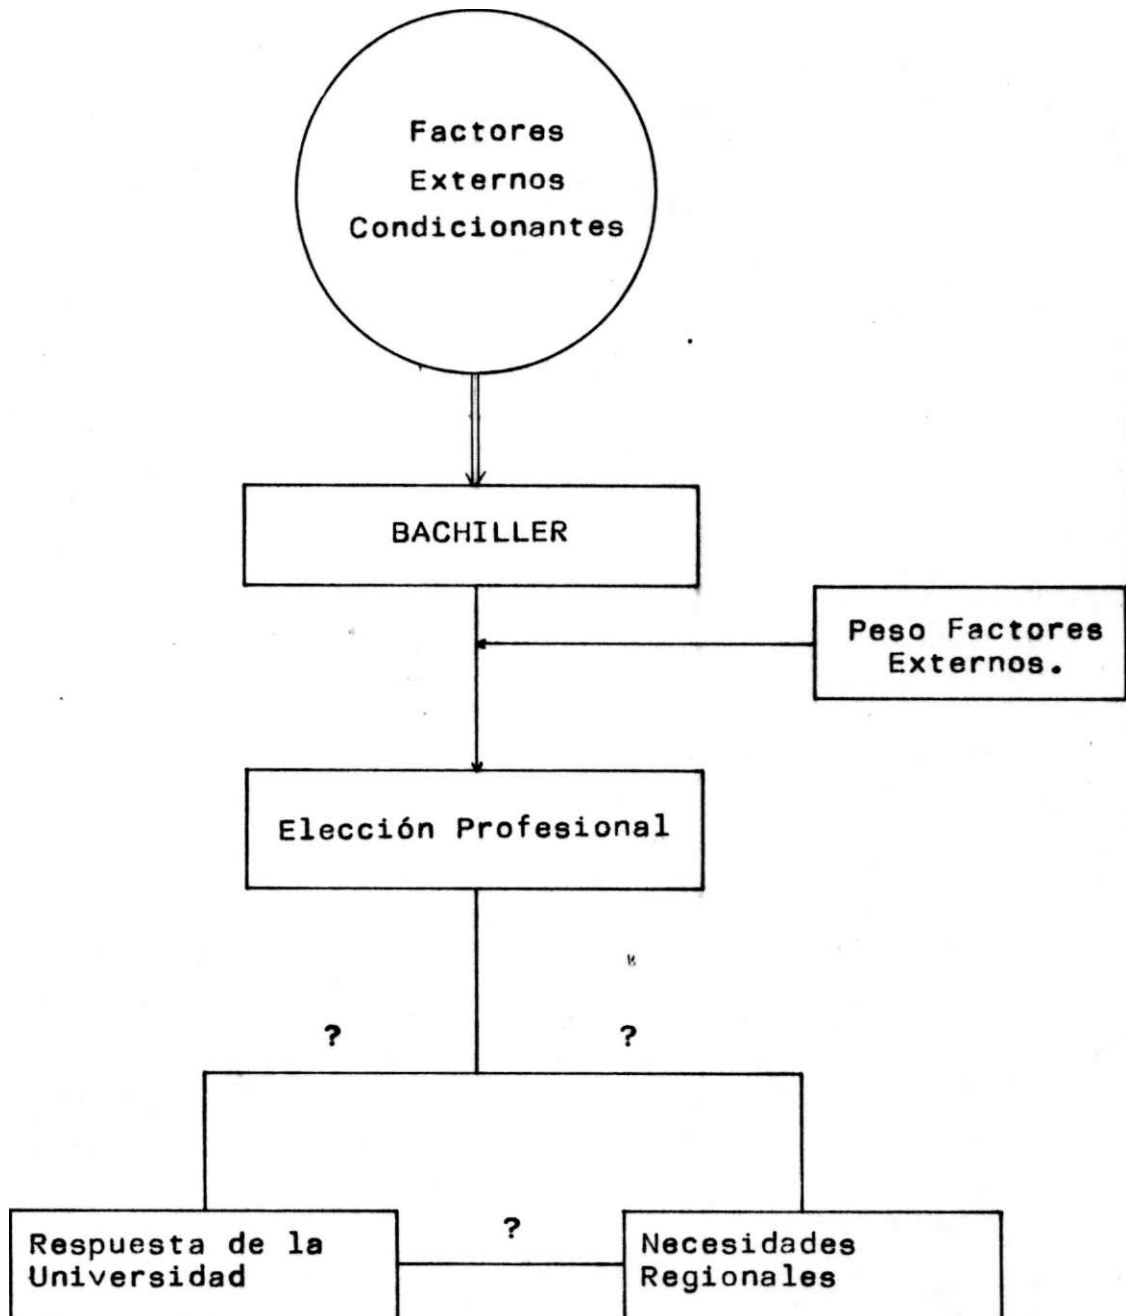 Factores
Externos
Condicionantes
BACHILLER
Peso Factores
Externos.
Elección Profesional
? ?
?
Respuesta de la
Universidad
Necesidades
Regionales